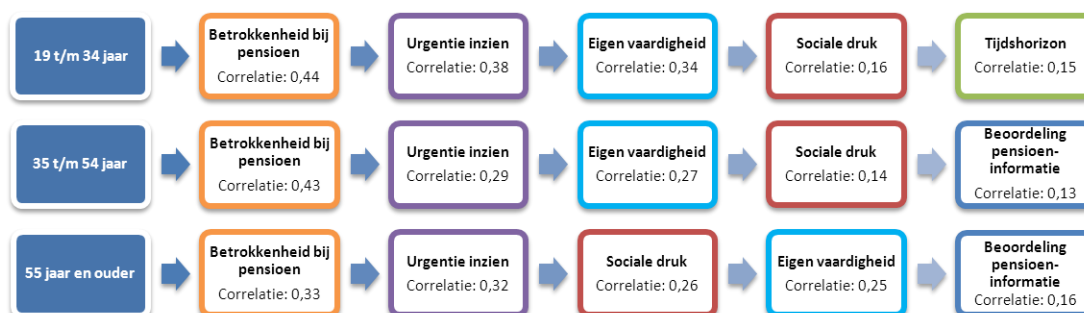 19 t/m 34 jaar
Betrokkenheid bij
pensioen
Correlatie: 0,44
Urgentie inzien
Correlatie: 0,38
Eigen vaardigheid
Correlatie: 0,34
Sociale druk
Correlatie: 0,16
Tijdshorizon
Correlatie: 0,15
35 t/m 54 jaar
Betrokkenheid bij
pensioen
Correlatie: 0,43
Urgentie inzien
Correlatie: 0,29
Eigen vaardigheid
Correlatie: 0,27
Sociale druk
Correlatie: 0,14
Beoordeling
pensioen-
informatie
Correlatie: 0,13
55 jaar en ouder
Betrokkenheid bij
pensioen
Correlatie: 0,33
Urgentie inzien
Correlatie: 0,32
Sociale druk
Correlatie: 0,26
Eigen vaardigheid
Correlatie: 0,25
Beoordeling
pensioen-
informatie
Correlatie: 0,16